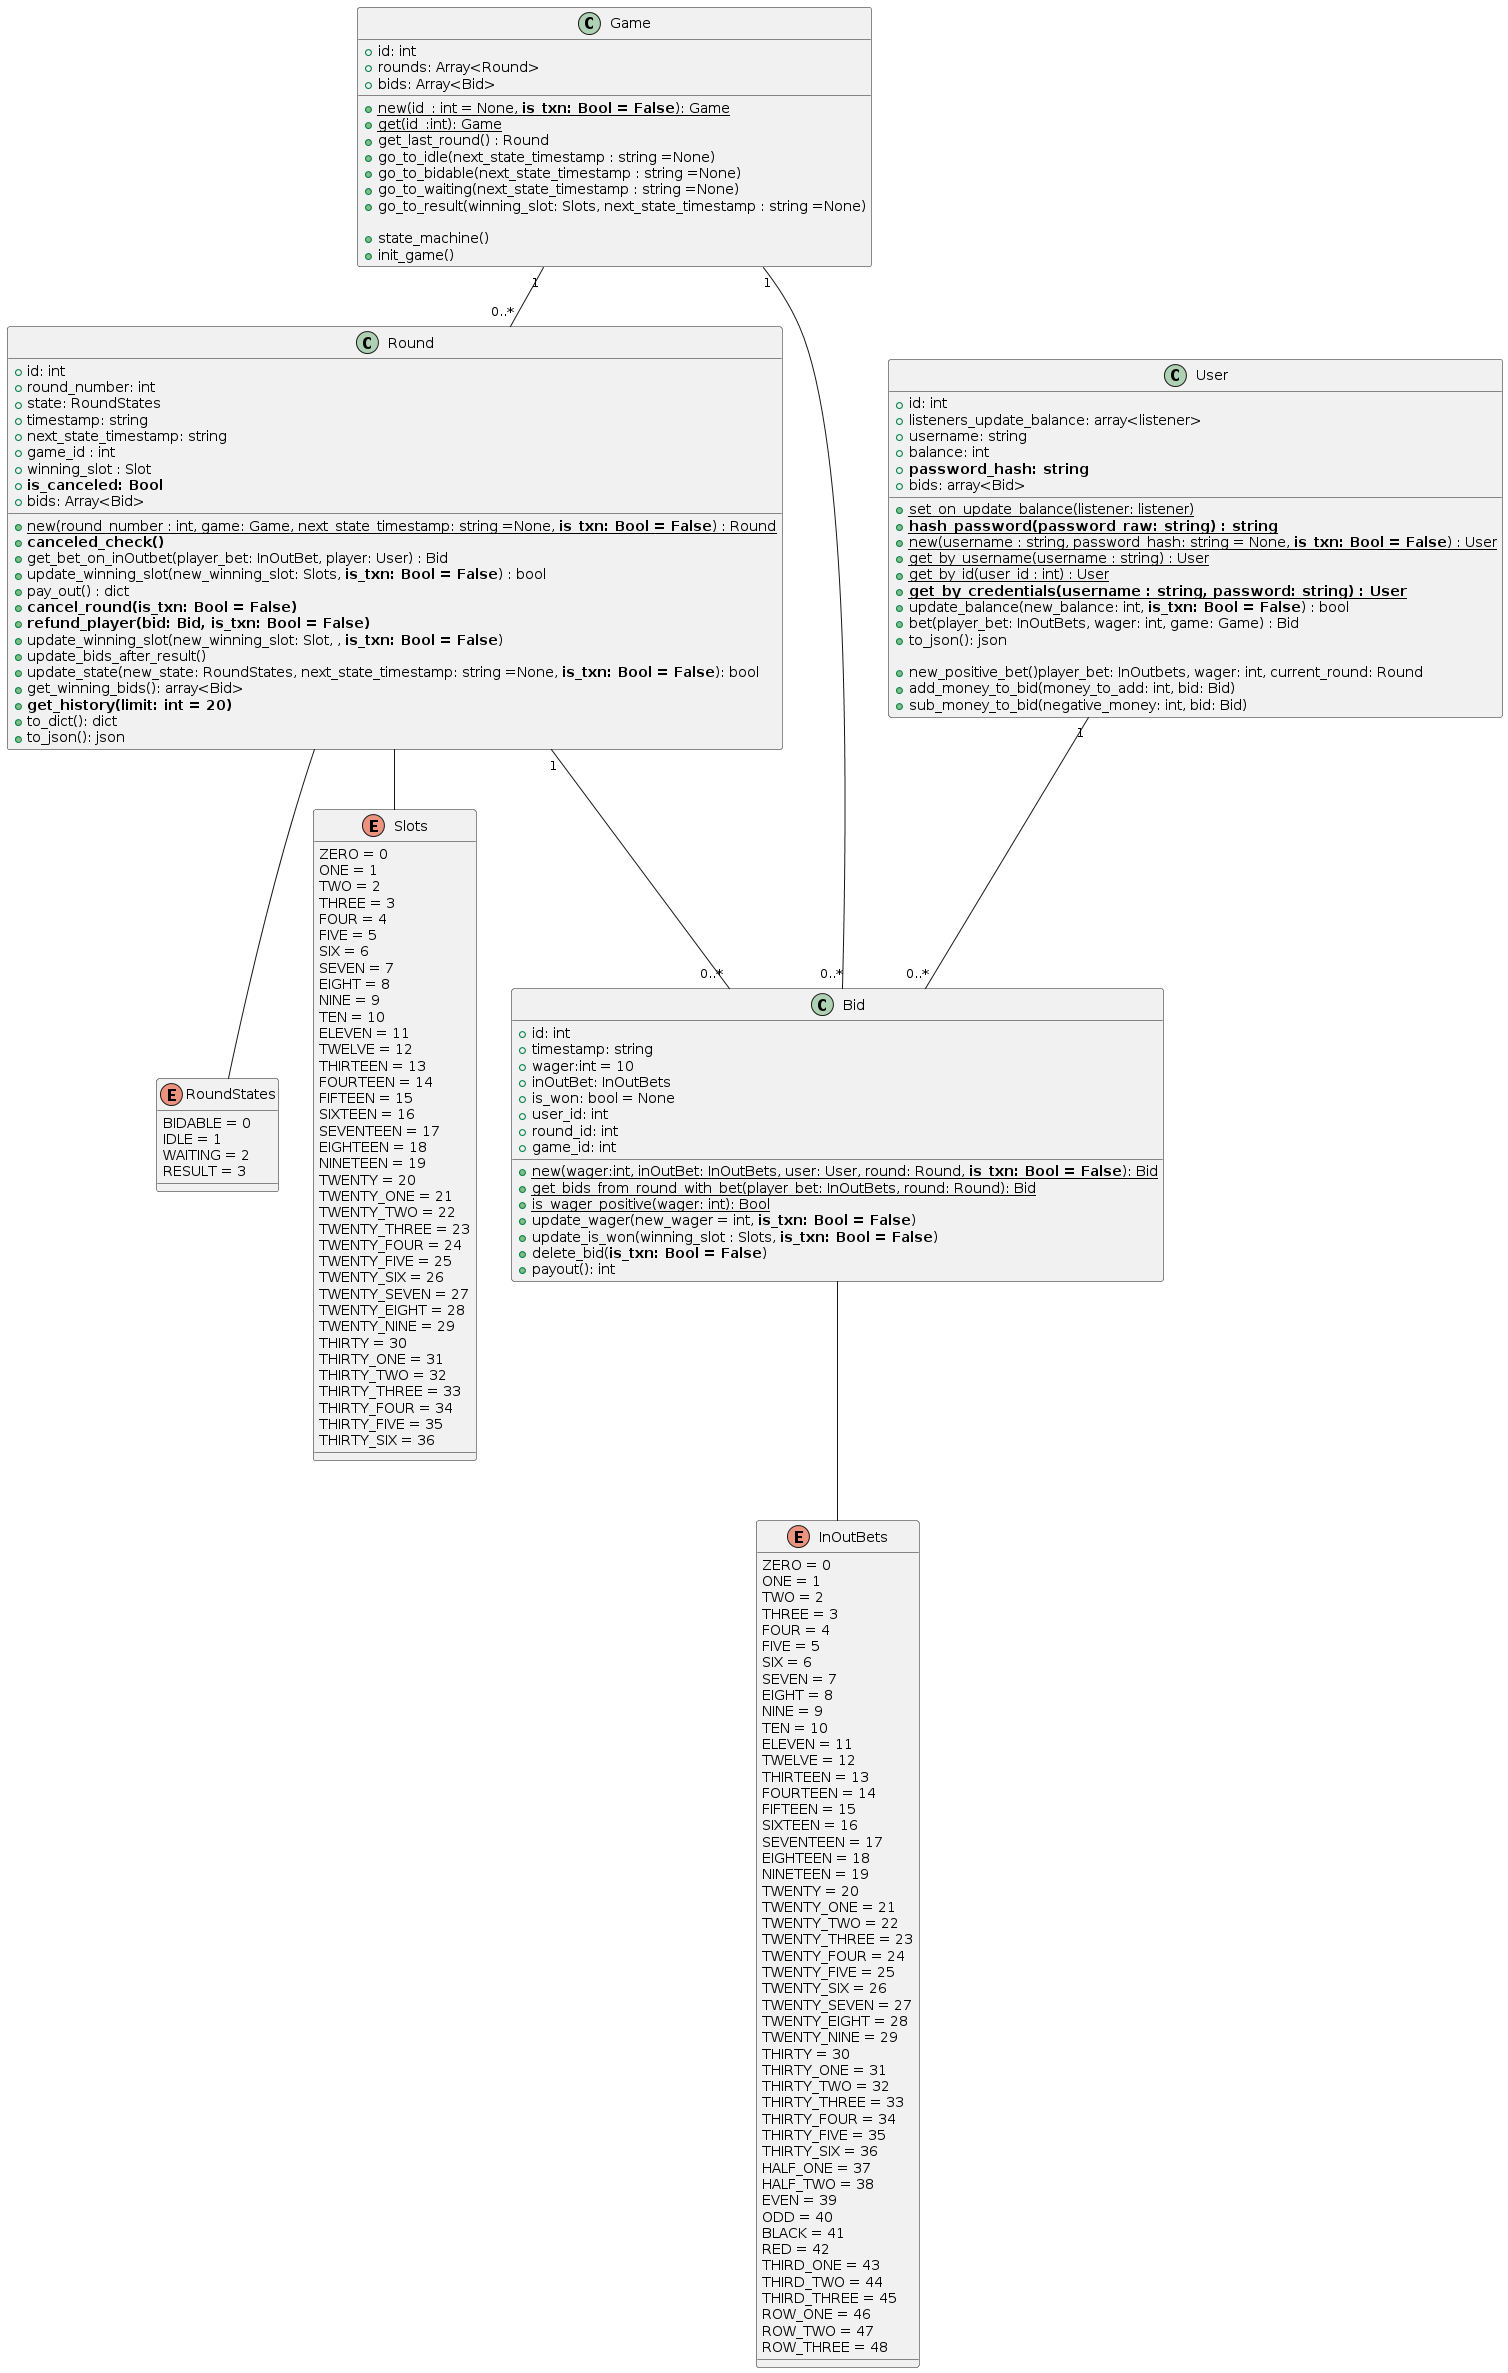 C Game
id: int
rounds: Array<Round>
bids: Array<Bid>
new(id_: int = None, is_txn: Bool = False): Game
get(id_:int): Game
get_last_round() : Round
go_to_idle(next_state_timestamp : string =None)
go_to_bidable(next_state_timestamp : string =None)
go_to_waiting(next_state_timestamp : string =None)
go_to_result(winning_slot: Slots, next_state_timestamp : string =None)
state_machine()
init_game()
1
1
0..*
C Round
id: int
round_number: int
state: RoundStates
timestamp: string
next_state_timestamp: string
game_id : int
winning_slot : Slot
is_canceled: Bool
bids: Array<Bid>
new(round_number : int, game: Game, next_state_timestamp: string =None, is_txn: Bool = False) : Round
canceled_check()
get_bet_on_inOutbet(player_bet: InOutBet, player: User) : Bid
update_winning_slot(new_winning_slot: Slots, is_txn: Bool = False) : bool
pay_out() : dict
cancel_round(is_txn: Bool = False)
refund_player(bid: Bid, is_txn: Bool = False)
update_winning_slot(new_winning_slot: Slot, , is_txn: Bool = False)
update_bids_after_result()
update_state(new_state: RoundStates, next_state_timestamp: string =None, is_txn: Bool = False): bool
get_winning_bids(): array<Bid>
get_history(limit: int = 20)
to_dict(): dict
to_json(): json
C User
id: int
listeners_update_balance: array<listener>
username: string
balance: int
password_hash: string
bids: array<Bid>
set_on_update_balance(listener: listener)
hash_password(password_raw: string) : string
new(username : string, password_hash: string = None, is_txn: Bool = False) : User
get_by_username(username : string) : User
get_by_id(user_id : int) : User
get_by_credentials(username : string, password: string) : User
update_balance(new_balance: int, is_txn: Bool = False) : bool
bet(player_bet: InOutBets, wager: int, game: Game) : Bid
to_json(): json
new_positive_bet()player_bet: InOutbets, wager: int, current_round: Round
add_money_to_bid(money_to_add: int, bid: Bid)
sub_money_to_bid(negative_money: int, bid: Bid)
1
1
E Slots
ZERO = 0
ONE = 1
TWO = 2
THREE = 3
FOUR = 4
FIVE = 5
SIX = 6
SEVEN = 7
EIGHT = 8
NINE = 9
TEN = 10
ELEVEN = 11
TWELVE = 12
THIRTEEN = 13
FOURTEEN = 14
FIFTEEN = 15
SIXTEEN = 16
SEVENTEEN = 17
EIGHTEEN = 18
NINETEEN = 19
TWENTY = 20
TWENTY_ONE = 21
TWENTY_TWO = 22
TWENTY_THREE = 23
TWENTY_FOUR = 24
TWENTY_FIVE = 25
TWENTY_SIX = 26
TWENTY_SEVEN = 27
TWENTY_EIGHT = 28
TWENTY_NINE = 29
THIRTY = 30
THIRTY_ONE = 31
THIRTY_TWO = 32
THIRTY_THREE = 33
THIRTY_FOUR = 34
THIRTY_FIVE = 35
THIRTY_SIX = 36
0..*
0..*
0..*
C Bid
id: int
timestamp: string
wager:int = 10
inOutBet: InOutBets
is_won: bool = None
user_id: int
round_id: int
game_id: int
new(wager:int, inOutBet: InOutBets, user: User, round: Round, is_txn: Bool = False): Bid
get_bids_from_round_with_bet(player_bet: InOutBets, round: Round): Bid
is_wager_positive(wager: int): Bool
update_wager(new_wager = int, is_txn: Bool = False)
update_is_won(winning_slot : Slots, is_txn: Bool = False)
delete_bid(is_txn: Bool = False)
payout(): int
E RoundStates
BIDABLE = 0
IDLE = 1
WAITING = 2
RESULT = 3
E InOutBets
ZERO = 0
ONE = 1
TWO = 2
THREE = 3
FOUR = 4
FIVE = 5
SIX = 6
SEVEN = 7
EIGHT = 8
NINE = 9
TEN = 10
ELEVEN = 11
TWELVE = 12
THIRTEEN = 13
FOURTEEN = 14
FIFTEEN = 15
SIXTEEN = 16
SEVENTEEN = 17
EIGHTEEN = 18
NINETEEN = 19
TWENTY = 20
TWENTY_ONE = 21
TWENTY_TWO = 22
TWENTY_THREE = 23
TWENTY_FOUR = 24
TWENTY_FIVE = 25
TWENTY_SIX = 26
TWENTY_SEVEN = 27
TWENTY_EIGHT = 28
TWENTY_NINE = 29
THIRTY = 30
THIRTY_ONE = 31
THIRTY_TWO = 32
THIRTY_THREE = 33
THIRTY_FOUR = 34
THIRTY_FIVE = 35
THIRTY_SIX = 36
HALF_ONE = 37
HALF_TWO = 38
EVEN = 39
ODD = 40
BLACK = 41
RED = 42
THIRD_ONE = 43
THIRD_TWO = 44
THIRD_THREE = 45
ROW_ONE = 46
ROW_TWO = 47
ROW_THREE = 48